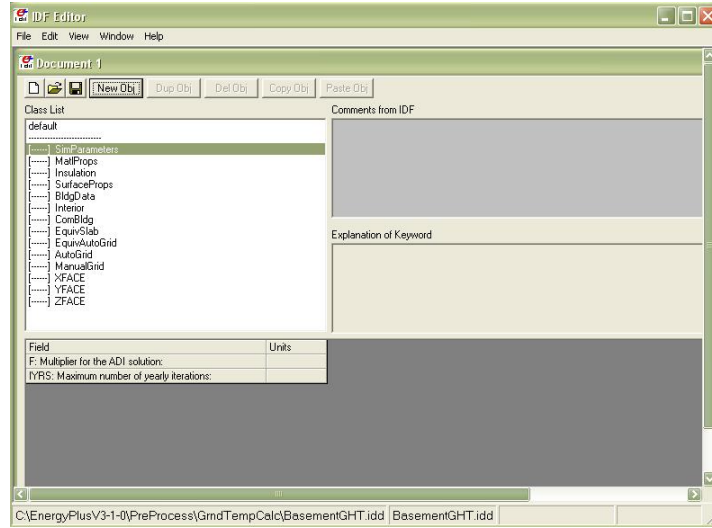 IDF Editor
File Edit View Window Help
Document 1
New Obj Dup Obj Del Obj Copy Obj Paste Obj
Class List
Comments from IDF
default
-------------------------
[------] SimParameters
[------] MatlProps
[------] Insulation
[------] SurfaceProps
[------] BldgData
[------] Interior
[------] ComBldg
[------] EquivSlab
[------] EquivAutoGrid
[------] AutoGrid
[------] ManualGrid
[------] XFACE
[------] YFACE
[------] ZFACE
Explanation of Keyword
Field Units
F: Multiplier for the ADI solution:
IYRS: Maximum number of yearly iterations:
C:\EnergyPlusV3-1-0\PreProcess\GrndTempCalc\BasementGHT.idd BasementGHT.idd